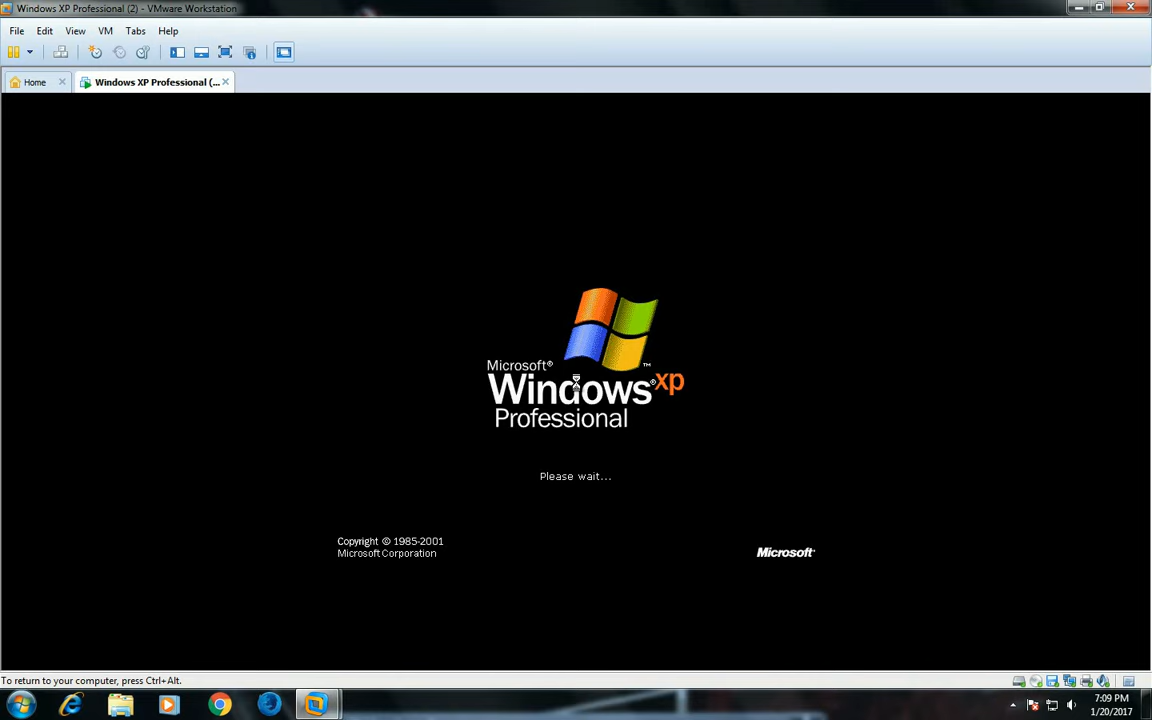 Windows XP Professional (2) - VMware Workstation
File Edit View VM Tabs Help
Home Windows XP Professional (...
Microsoft®
Windows® xp
™
Professional
Please wait...
Copyright © 1985-2001
Microsoft Corporation
Microsoft®
To return to your computer, press Ctrl+Alt.
7:09 PM
1/20/2017